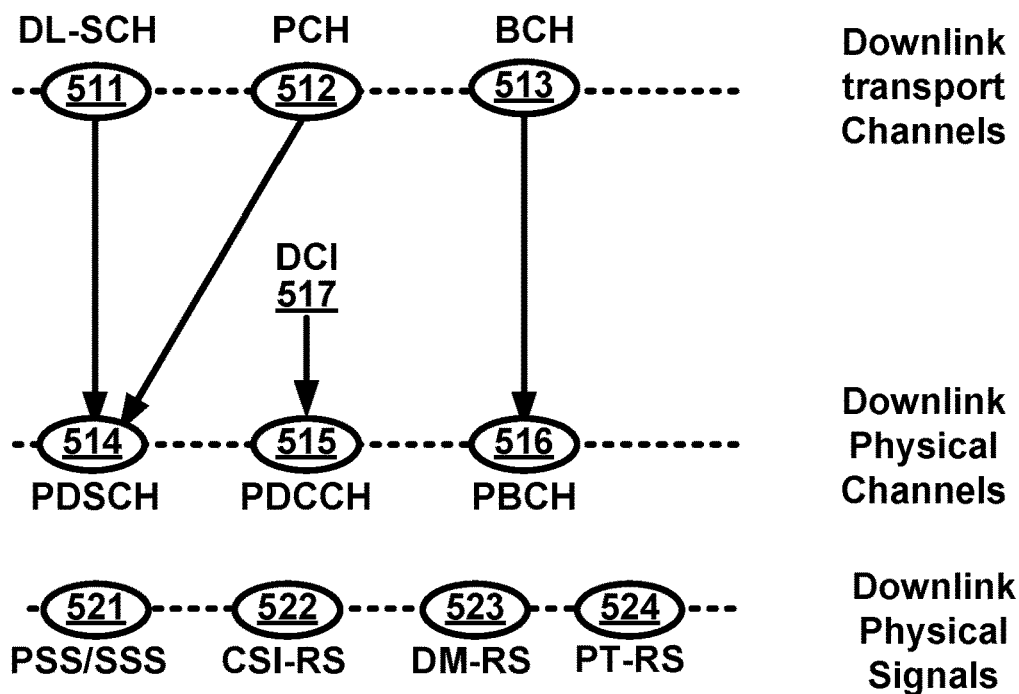 DL-SCH PCH BCH
511 512 513
Downlink
transport
Channels
DCI
517
514 515 516
PDSCH PDCCH PBCH
Downlink
Physical
Channels
521 522 523 524
PSS/SSS CSI-RS DM-RS PT-RS
Downlink
Physical
Signals